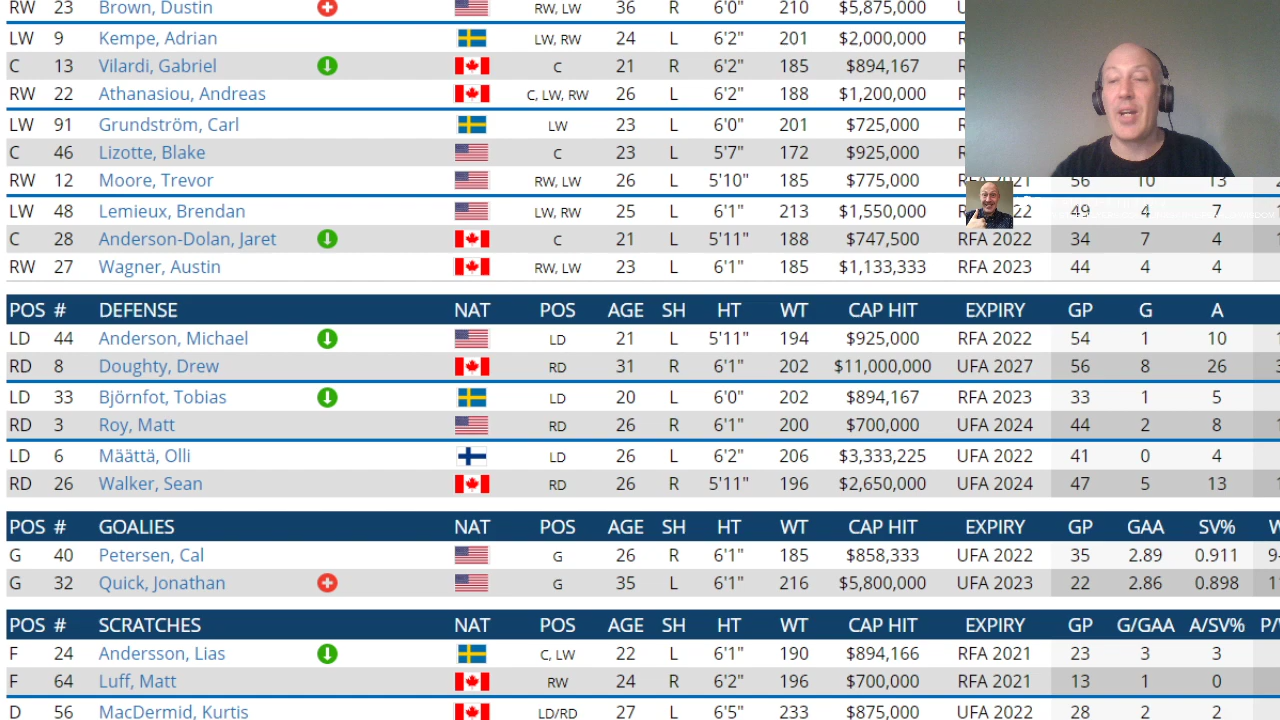 RW 23 Brown, Dustin RW, LW 36 R 6'0" 210 $5,875,000
LW 9 Kempe, Adrian LW, RW 24 L 6'2" 201 $2,000,000
C 13 Vilardi, Gabriel C 21 R 6'2" 185 $894,167
RW 22 Athanasiou, Andreas C, LW, RW 26 L 6'2" 188 $1,200,000
LW 91 Grundström, Carl LW 23 L 6'0" 201 $725,000
C 46 Lizotte, Blake C 23 L 5'7" 172 $925,000
RW 12 Moore, Trevor RW, LW 26 L 5'10" 185 $775,000 RFA 2021 56 10 13
LW 48 Lemieux, Brendan LW, RW 25 L 6'1" 213 $1,550,000 22 49 4 7
C 28 Anderson-Dolan, Jaret C 21 L 5'11" 188 $747,500 RFA 2022 34 7 4
RW 27 Wagner, Austin RW, LW 23 L 6'1" 185 $1,133,333 RFA 2023 44 4 4
POS # DEFENSE NAT POS AGE SH HT WT CAP HIT EXPIRY GP G A
LD 44 Anderson, Michael LD 21 L 5'11" 194 $925,000 RFA 2022 54 1 10
RD 8 Doughty, Drew RD 31 R 6'1" 202 $11,000,000 UFA 2027 56 8 26
LD 33 Björnfot, Tobias LD 20 L 6'0" 202 $894,167 RFA 2023 33 1 5
RD 3 Roy, Matt RD 26 R 6'1" 200 $700,000 UFA 2024 44 2 8
LD 6 Määttä, Olli LD 26 L 6'2" 206 $3,333,225 UFA 2022 41 0 4
RD 26 Walker, Sean RD 26 R 5'11" 196 $2,650,000 UFA 2024 47 5 13
POS # GOALIES NAT POS AGE SH HT WT CAP HIT EXPIRY GP GAA SV%
G 40 Petersen, Cal G 26 R 6'1" 185 $858,333 UFA 2022 35 2.89 0.911
G 32 Quick, Jonathan G 35 L 6'1" 216 $5,800,000 UFA 2023 22 2.86 0.898
POS # SCRATCHES NAT POS AGE SH HT WT CAP HIT EXPIRY GP G/GAA A/SV%
F 24 Andersson, Lias C, LW 22 L 6'1" 190 $894,166 RFA 2021 23 3 3
F 64 Luff, Matt RW 24 R 6'2" 196 $700,000 RFA 2021 13 1 0
D 56 MacDermid, Kurtis LD/RD 27 L 6'5" 233 $875,000 UFA 2022 28 2 2